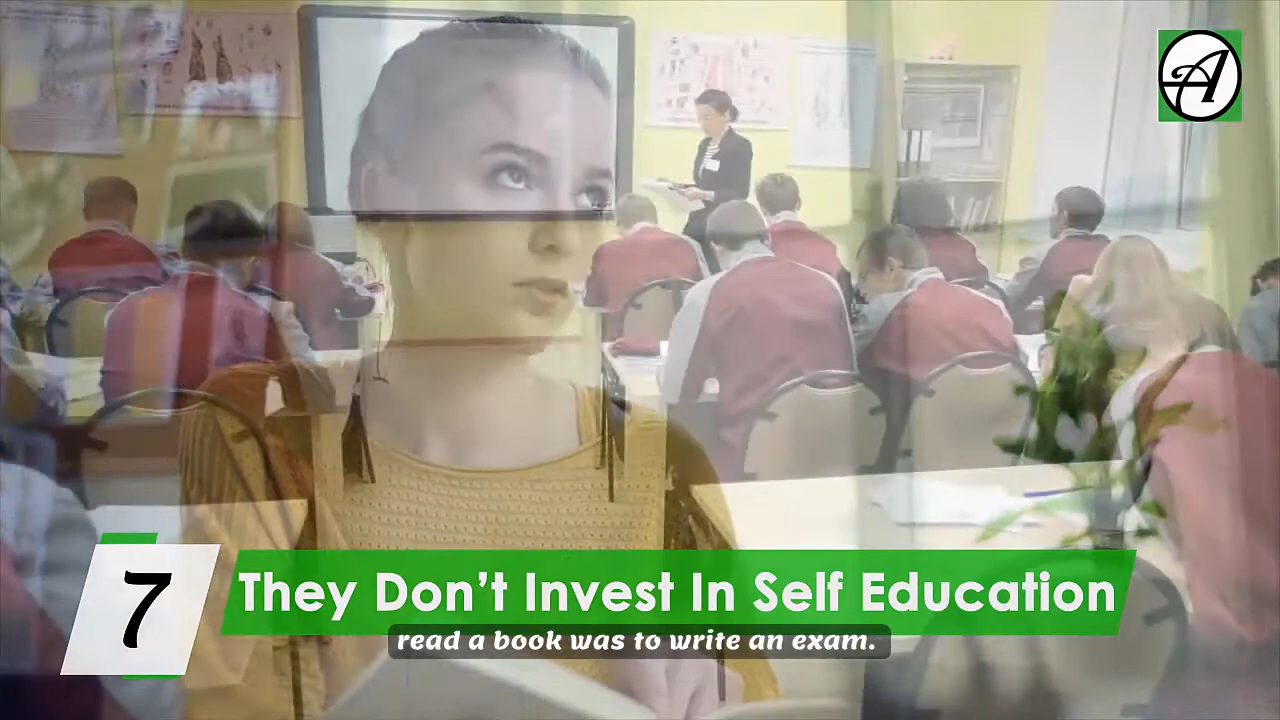 A
7
They Don't Invest In Self Education
read a book was to write an exam.